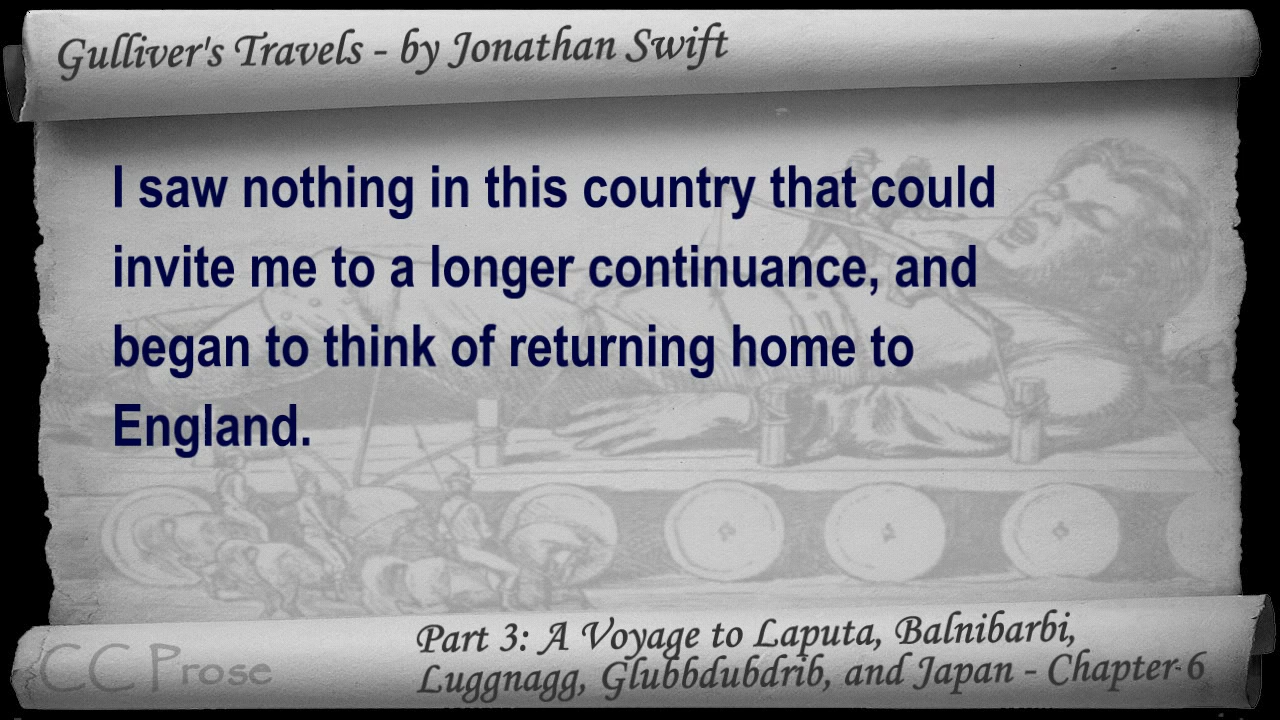 Gulliver's Travels - by Jonathan Swift
I saw nothing in this country that could
invite me to a longer continuance, and
began to think of returning home to
England.
Part 3: A Voyage to Laputa, Balnibarbi,
Luggnagg, Glubbdubdrib, and Japan - Chapter 6
CC Prose